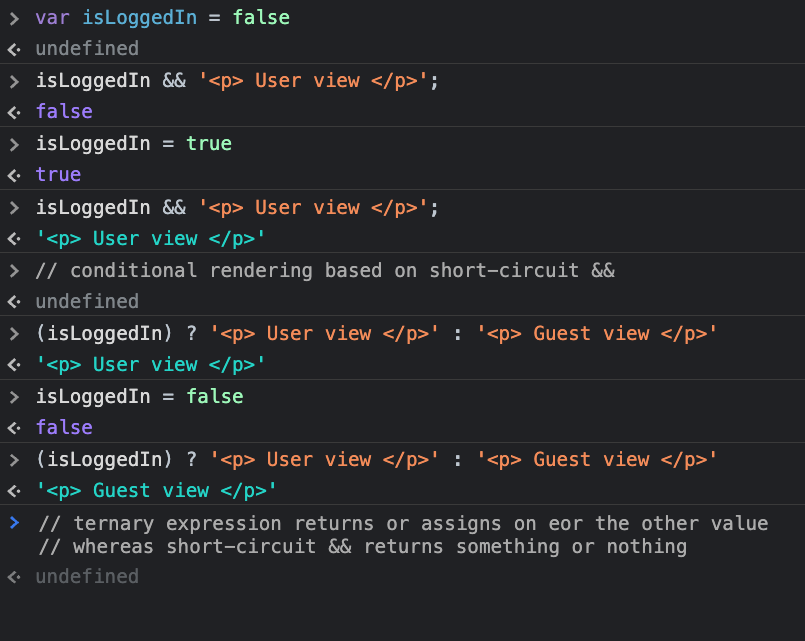 > var isLoggedIn = false
<· undefined
> isLoggedIn && '<p> User view </p>';
<· false
> isLoggedIn = true
<· true
> isLoggedIn && '<p> User view </p>';
<· '<p> User view </p>'
> // conditional rendering based on short-circuit &&
<· undefined
> (isLoggedIn) ? '<p> User view </p>' : '<p> Guest view </p>'
<· '<p> User view </p>'
> isLoggedIn = false
<· false
> (isLoggedIn) ? '<p> User view </p>' : '<p> Guest view </p>'
<· '<p> Guest view </p>'
> // ternary expression returns or assigns on eor the other value
// whereas short-circuit && returns something or nothing
<· undefined